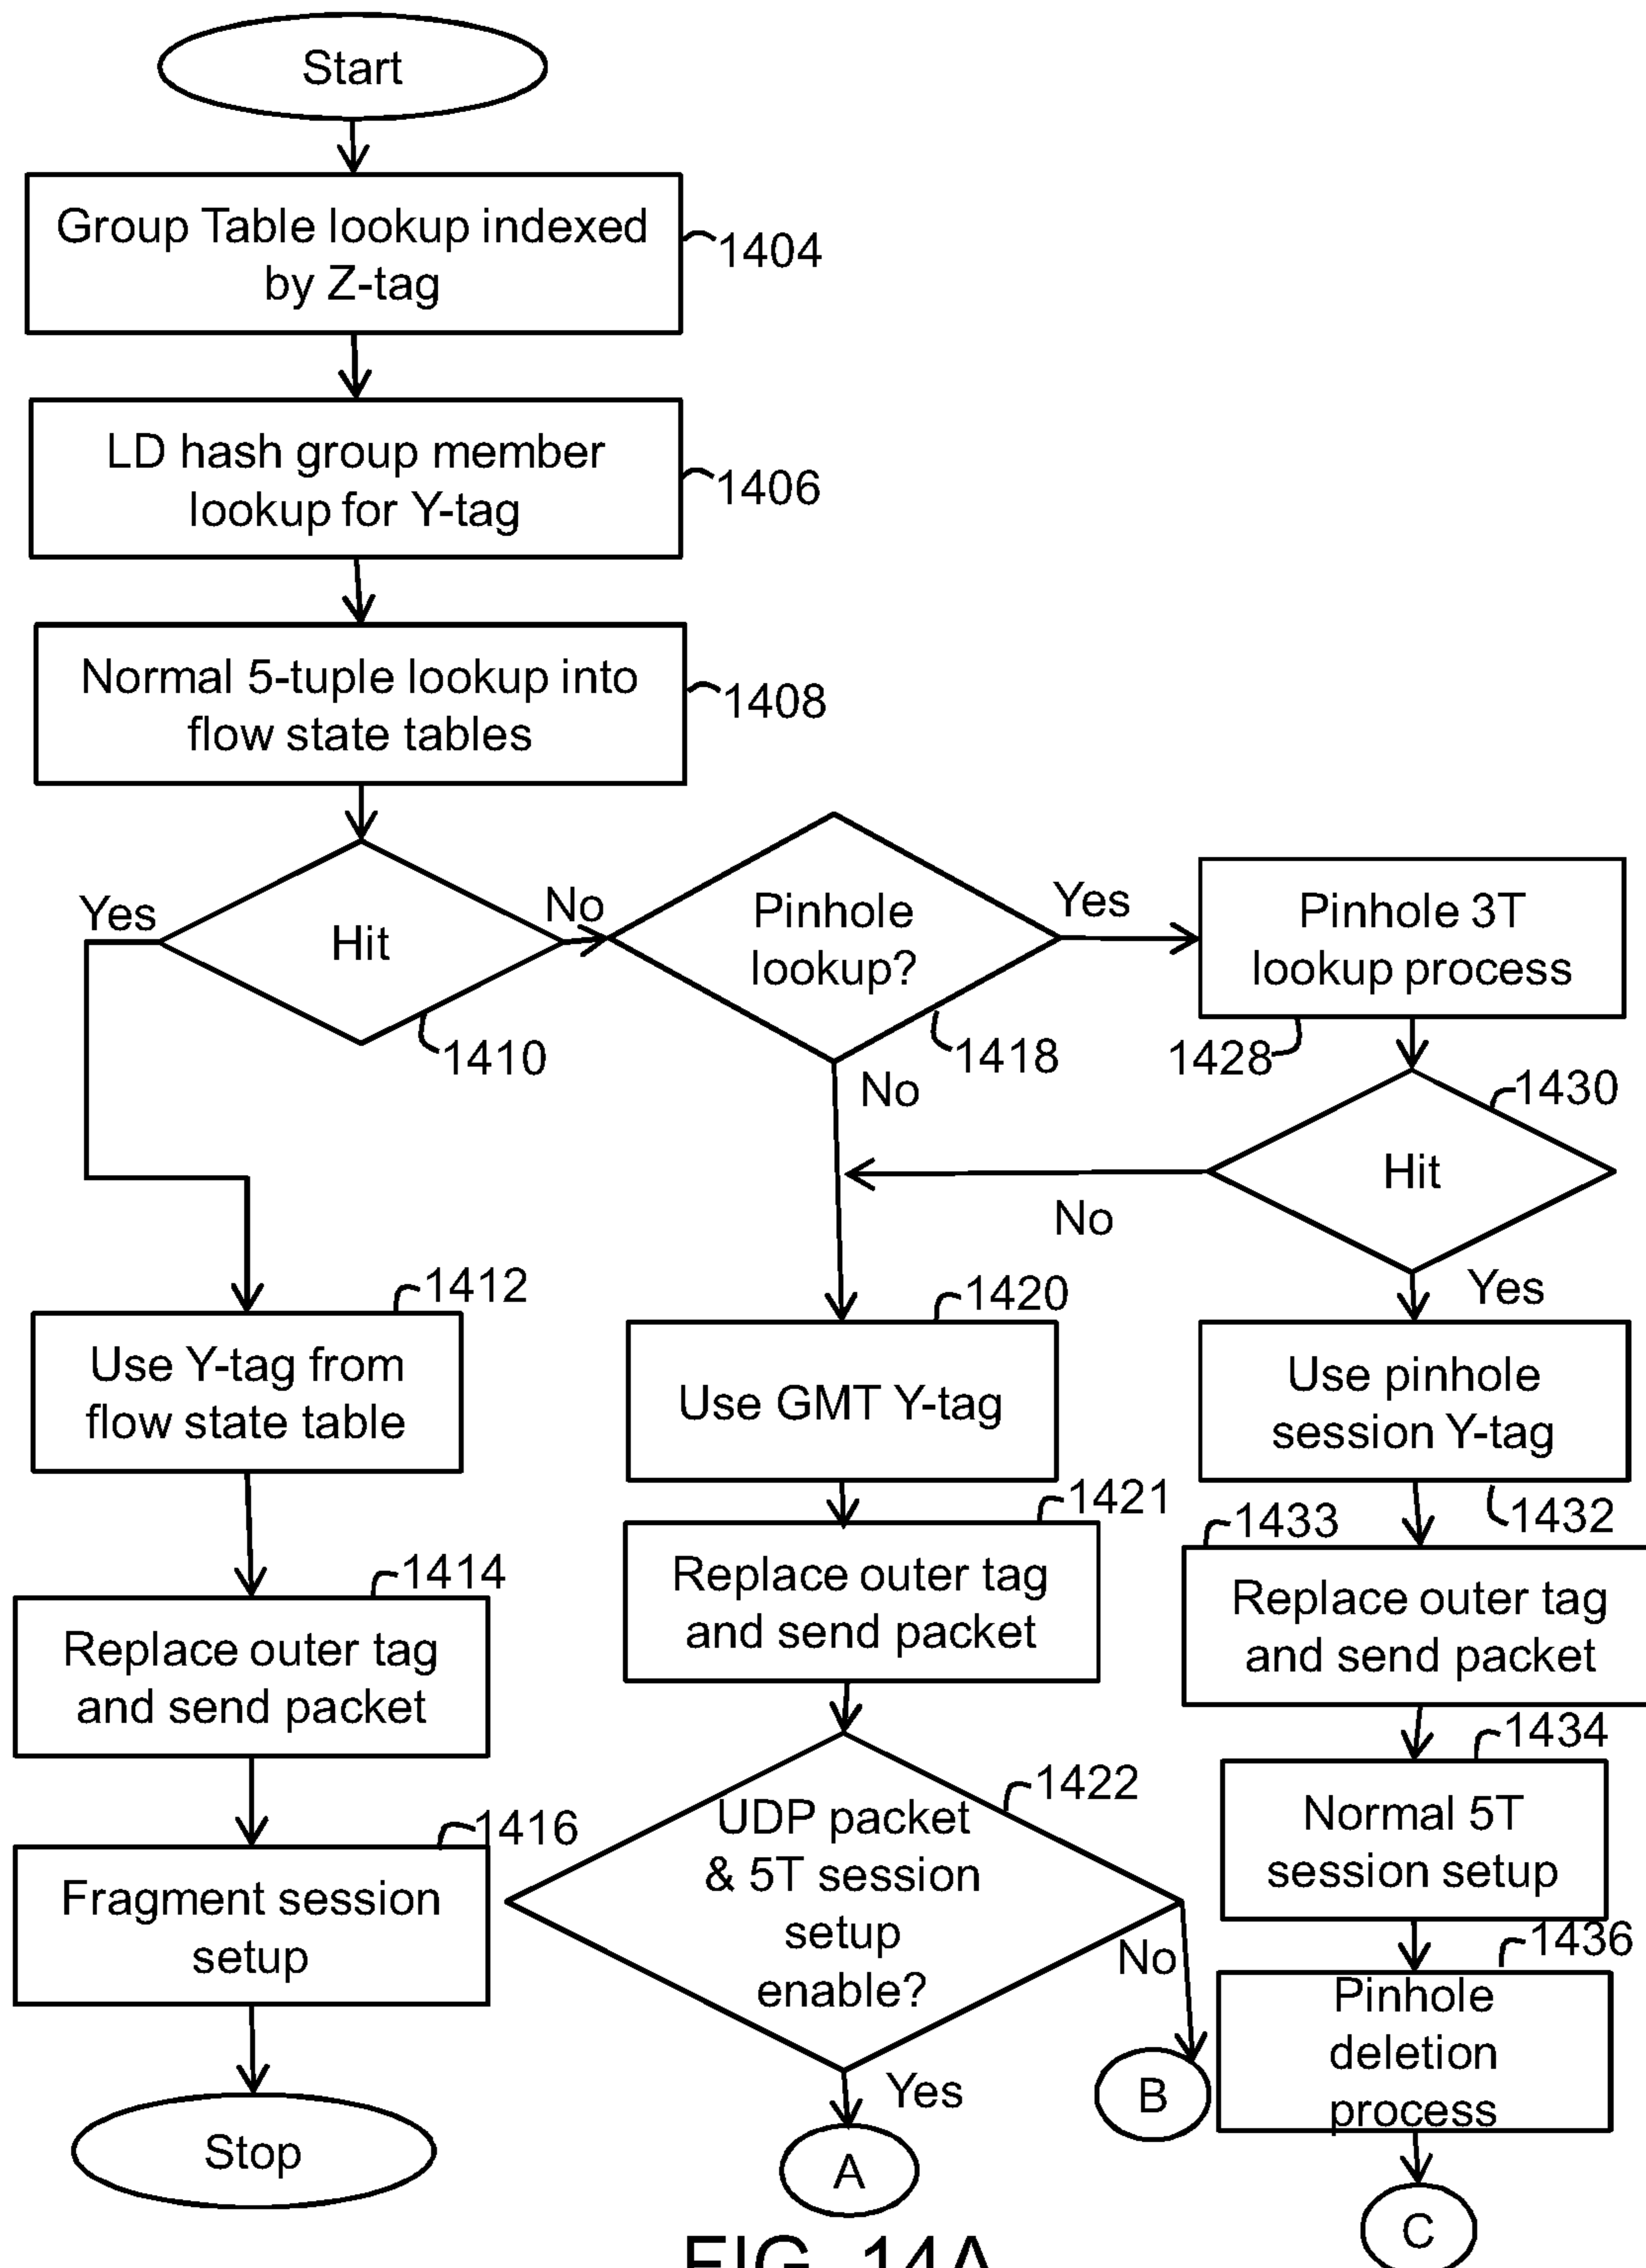 Start
Group Table lookup indexed
by Z-tag
1404
LD hash group member
lookup for Y-tag
1406
Normal 5-tuple lookup into
flow state tables
1408
Yes
Hit
No
1410
Pinhole
lookup?
Yes
1418
No
Pinhole 3T
lookup process
1428
1430
Hit
No
Yes
1412
Use Y-tag from
flow state table
1414
Replace outer tag
and send packet
1416
Fragment session
setup
Stop
1420
Use GMT Y-tag
1421
Replace outer tag
and send packet
1422
UDP packet
& 5T session
setup
enable?
No
Yes
A
B
Use pinhole
session Y-tag
1432
1433
Replace outer tag
and send packet
1434
Normal 5T
session setup
1436
Pinhole
deletion
process
C
FIG. 14A